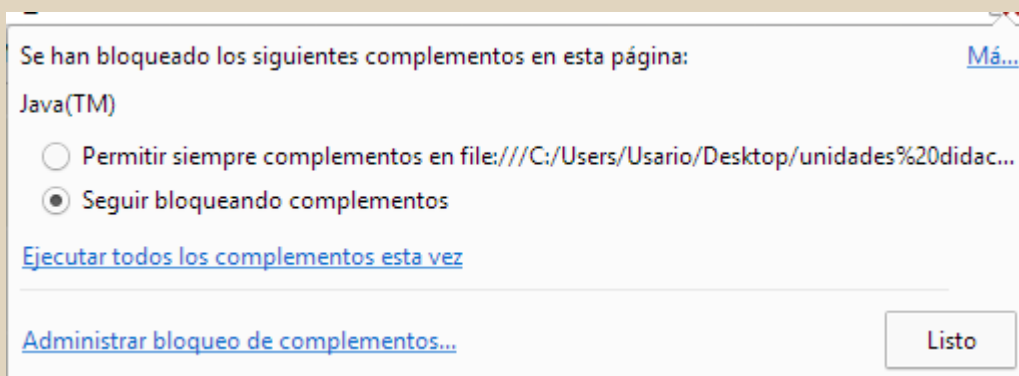 Se han bloqueado los siguientes complementos en esta página:
Má...
Java(TM)
Permitir siempre complementos en file:///C:/Users/Usario/Desktop/unidades%20didac...
Seguir bloqueando complementos
Ejecutar todos los complementos esta vez
Administrar bloqueo de complementos...
Listo